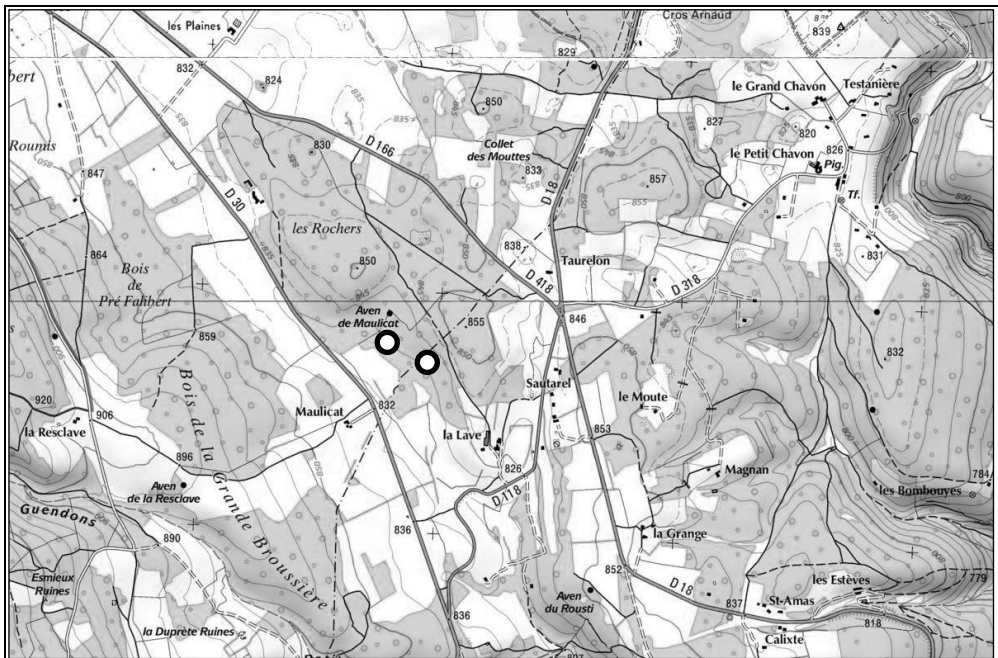 les Plaines
Cros Arnaud
839
829
832
824
835
le Grand Chavon
Testanière
850
827
820
826
bert
Collet
des Mouttes
le Petit Chavon
Pig.
830
D 166
Roumis
833
857
855
847
D 18
D 30
Tf.
les Rochers
838
825
831
864
850
Taurelon
D 418
D 318
Bois
de
Pré Falibert
Aven
de Maulicat
855
846
859
832
Sautarel
le Moute
920
906
Maulicat
832
la Resclave
la Lave
853
896
826
Magnan
784
Aven
de la Resclave
D 118
les Bombouyes
Guendons
836
la Grange
890
Bois de la Grande Broussière
Esmieux
Ruines
852
les Estèves
779
Aven
du Rousti
D 18
837
St-Amas
836
818
la Duprète Ruines
Calixte